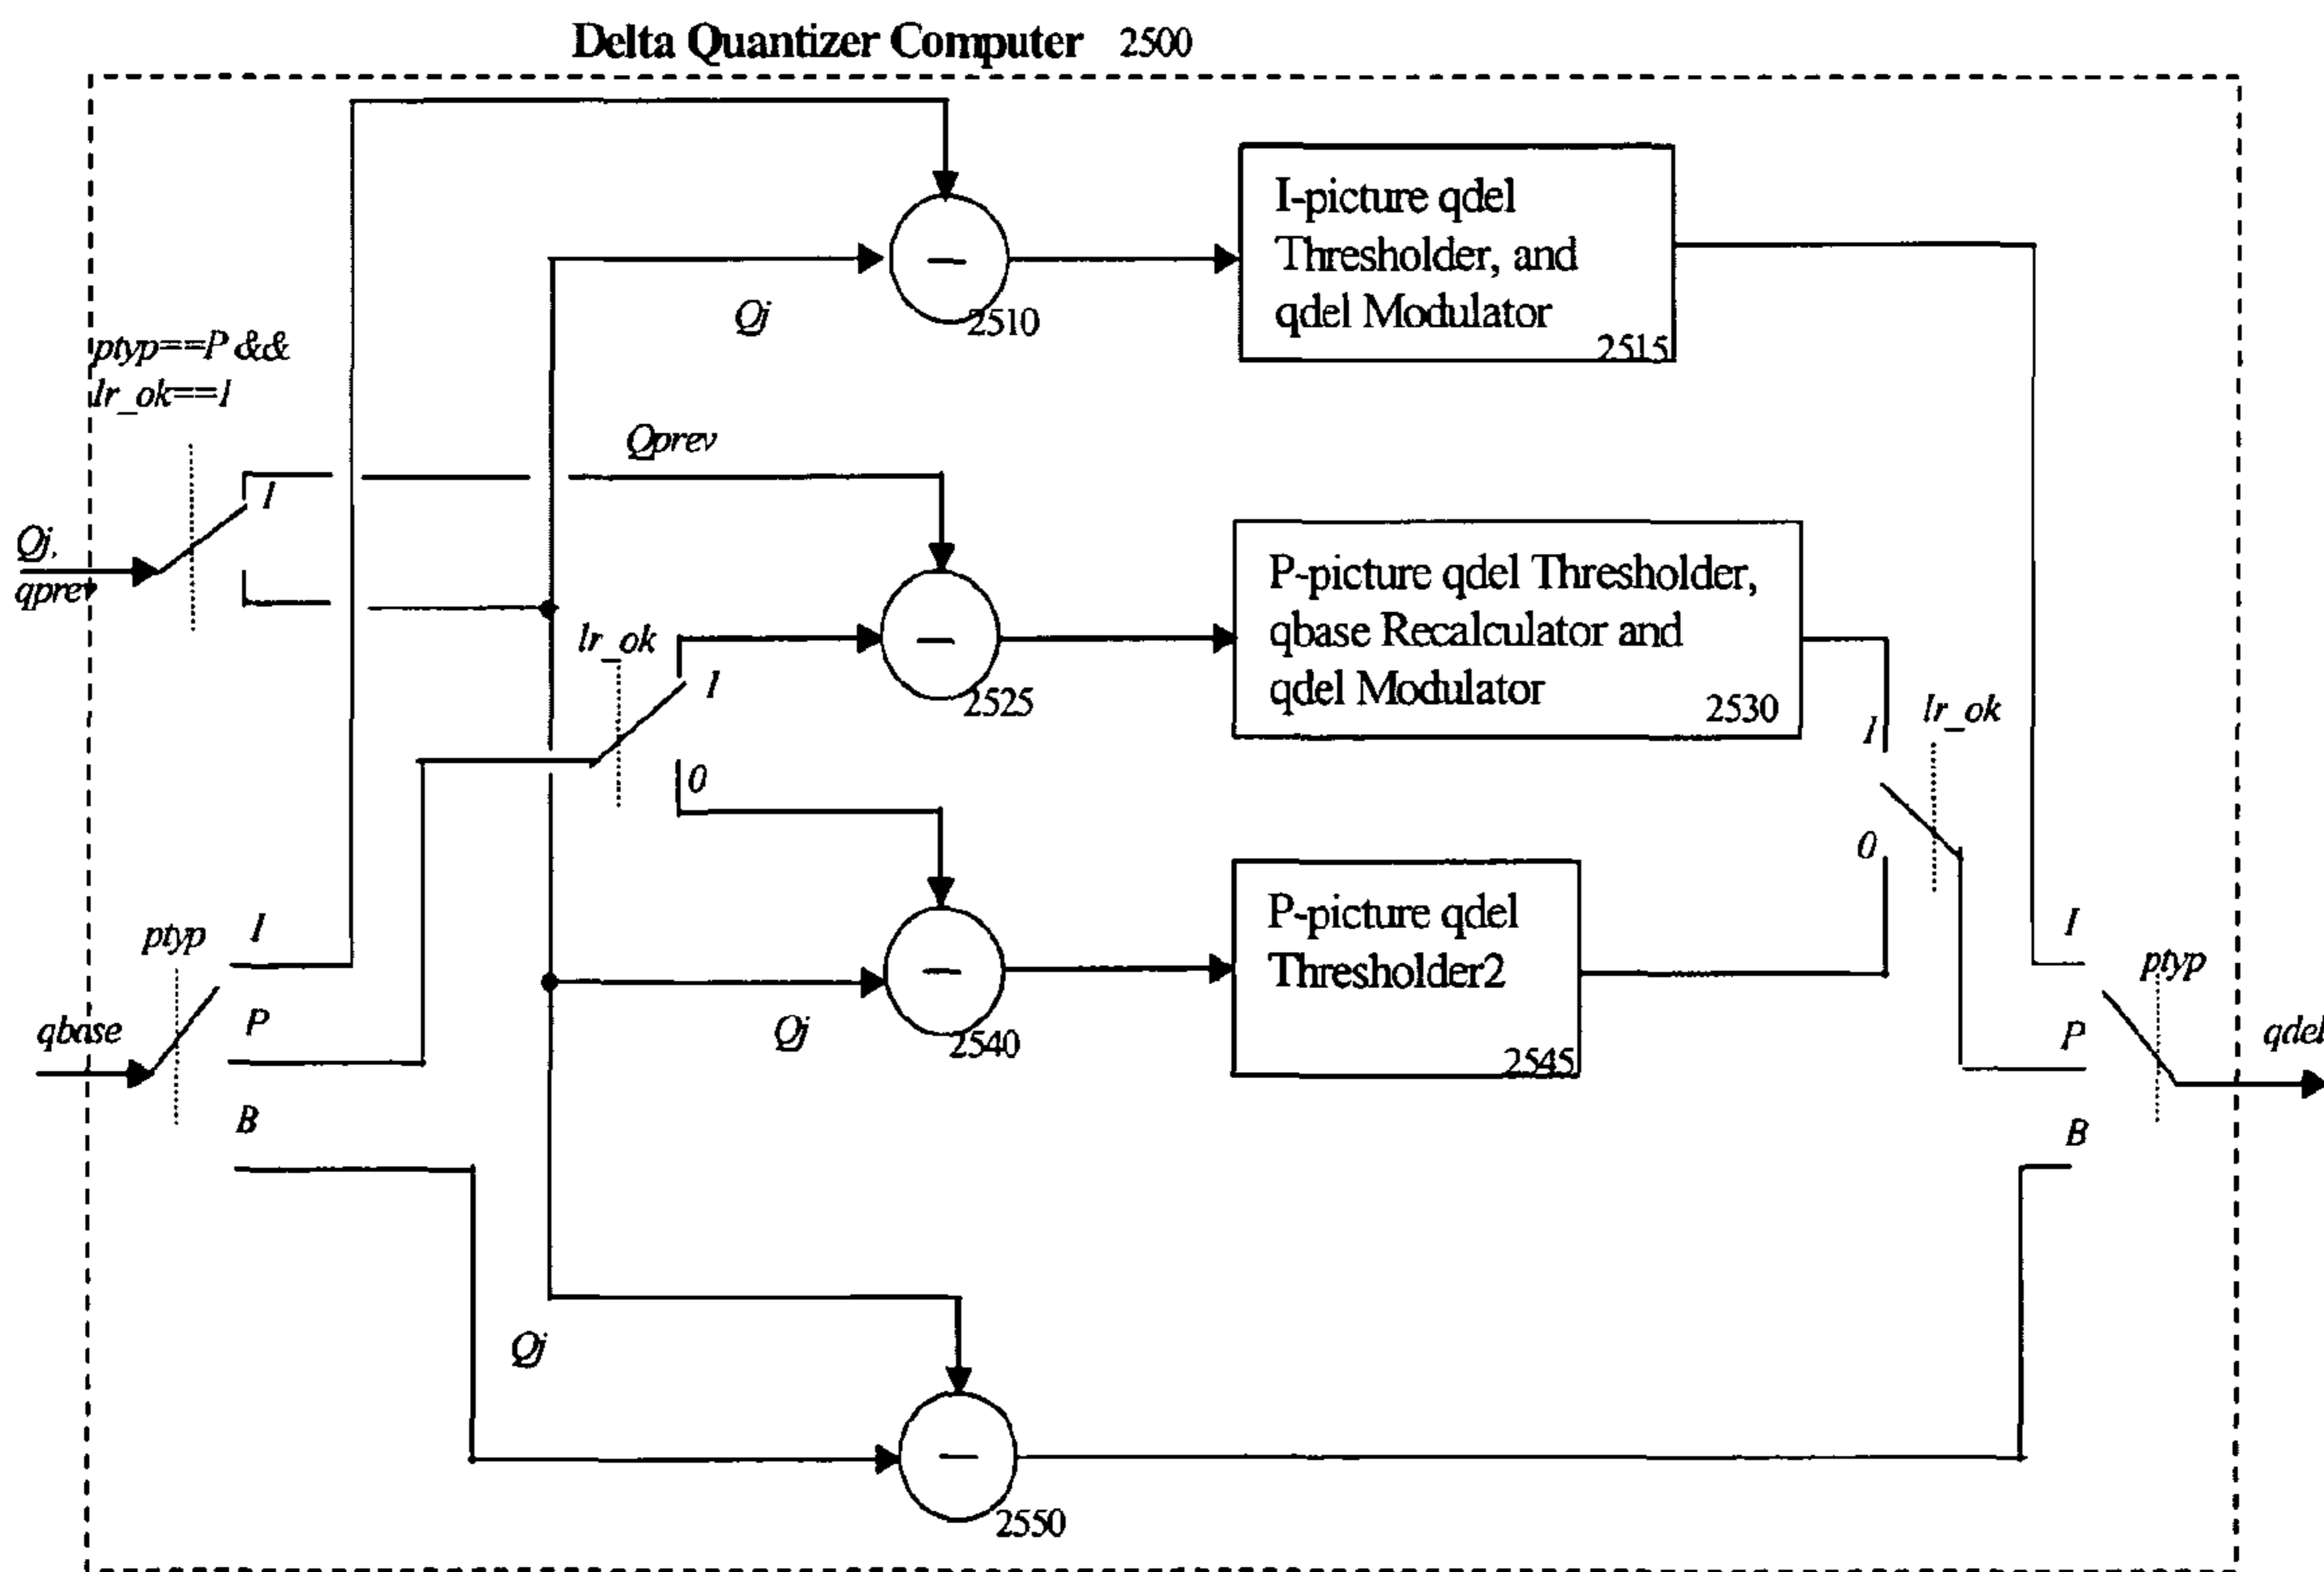 Delta Quantizer Computer 2500
I-picture qdel
Thresholder, and
qdel Modulator
2515
Qj
2510
ptyp==P &&
lr_ok==1
Qprev
1
Qj,
qprev
P-picture qdel Thresholder,
qbase Recalculator and
qdel Modulator
2530
lr_ok
1
2525
lr_ok
1
0
0
P-picture qdel
Thresholder2
2545
ptyp
I
P
B
qbase
Qj
2540
I
ptyp
P
B
qdel
Qj
2550